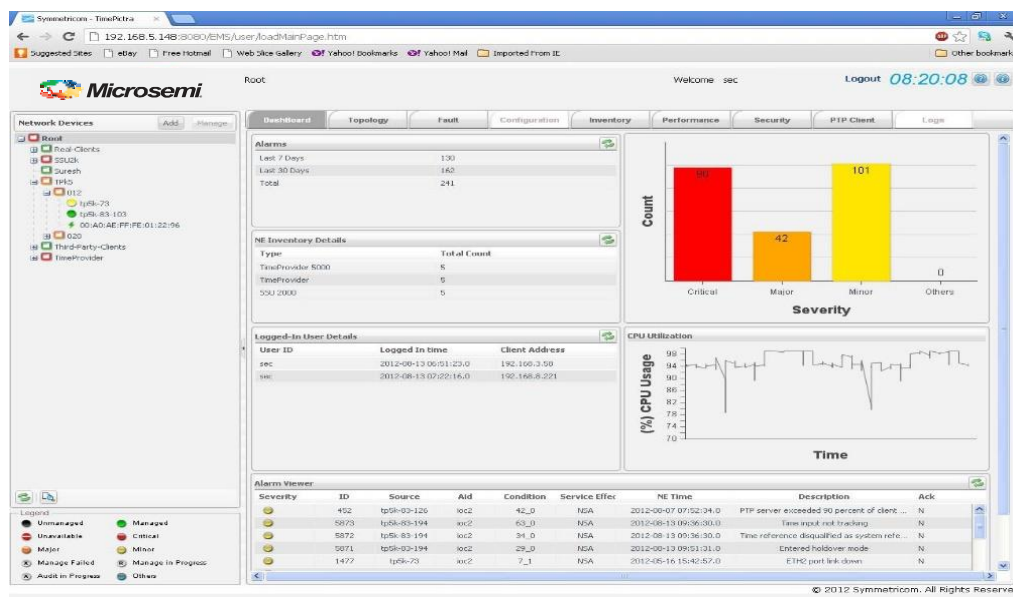 Symmetricom - TimePictra
192.168.5.148:8080/EMS/user/loadMainPage.htm
Suggested Sites eBay Free Hotmail Web Slice Gallery Yahoo! Bookmarks Yahoo! Mail Imported From IE Other bookmark
Microsemi.
Root Welcome sec Logout 08:20:08
Network Devices Add Manage
Dashboard Topology Fault Configuration Inventory Performance Security PTP Client Logs
Root
Real-Clients
SSU2k
Suresh
TPk5
012
tp5k-73
tp5k-83-103
00:A0:AE:FF:FE:01:22:96
020
Third-Party-Clients
TimeProvider
Alarms
Last 7 Days 130
Last 30 Days 162
Total 241
NE Inventory Details
Type Total Count
TimeProvider 5000 5
TimeProvider 5
SSU 2000 5
Logged-In User Details
User ID Logged In time Client Address
sec 2012-08-13 06:51:23.0 192.168.3.58
sec 2012-08-13 07:22:16.0 192.168.8.221
Count
90
42
101
0
Critical Major Minor Others
Severity
CPU Utilization
(%) CPU Usage
98
94
90
86
82
78
74
70
Time
Alarm Viewer
Severity ID Source Aid Condition Service Effec NE Time Description Ack
452 tp5k-83-126 ioc2 42_0 NSA 2012-08-07 07:52:34.0 PTP server exceeded 90 percent of client ... N
5873 tp5k-83-194 ioc2 63_0 NSA 2012-08-13 09:36:30.0 Time input not tracking N
5872 tp5k-83-194 ioc2 34_0 NSA 2012-08-13 09:36:30.0 Time reference disqualified as system refe... N
5871 tp5k-83-194 ioc2 29_0 NSA 2012-08-13 09:51:31.0 Entered holdover mode N
1477 tp5k-73 ioc2 7_1 NSA 2012-05-16 15:42:57.0 ETH2 port link down N
Legend
Unmanaged Managed
Unavailable Critical
Major Minor
Manage Failed Manage in Progress
Audit in Progress Others
© 2012 Symmetricom. All Rights Reserve